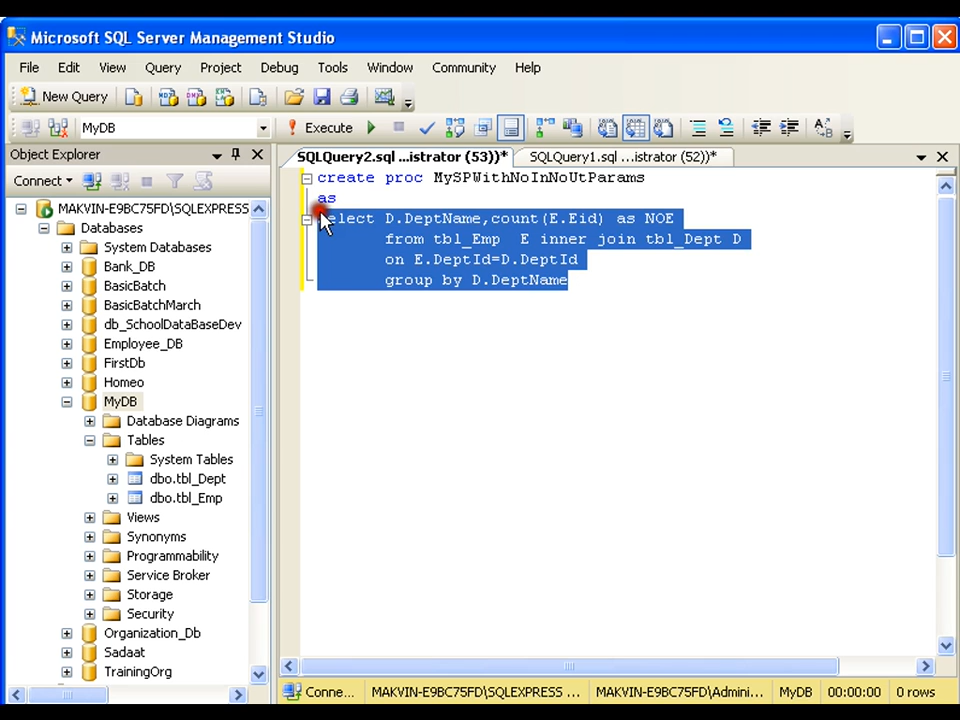 Microsoft SQL Server Management Studio
File Edit View Query Project Debug Tools Window Community Help
New Query
MyDB
Execute
Object Explorer
SQLQuery2.sql ...istrator (53))*
SQLQuery1.sql ...istrator (52))*
Connect
MAKVIN-E9BC75FD\SQLEXPRESS
Databases
System Databases
Bank_DB
BasicBatch
BasicBatchMarch
db_SchoolDataBaseDev
Employee_DB
FirstDb
Homeo
MyDB
Database Diagrams
Tables
System Tables
dbo.tbl_Dept
dbo.tbl_Emp
Views
Synonyms
Programmability
Service Broker
Storage
Security
Organization_Db
Sadaat
TrainingOrg
create proc MySPWithNoInNoUtParams
as
select D.DeptName,count(E.Eid) as NOE
from tbl_Emp E inner join tbl_Dept D
on E.DeptId=D.DeptId
group by D.DeptName
Conne... MAKVIN-E9BC75FD\SQLEXPRESS ... MAKVIN-E9BC75FD\Admini... MyDB 00:00:00 0 rows